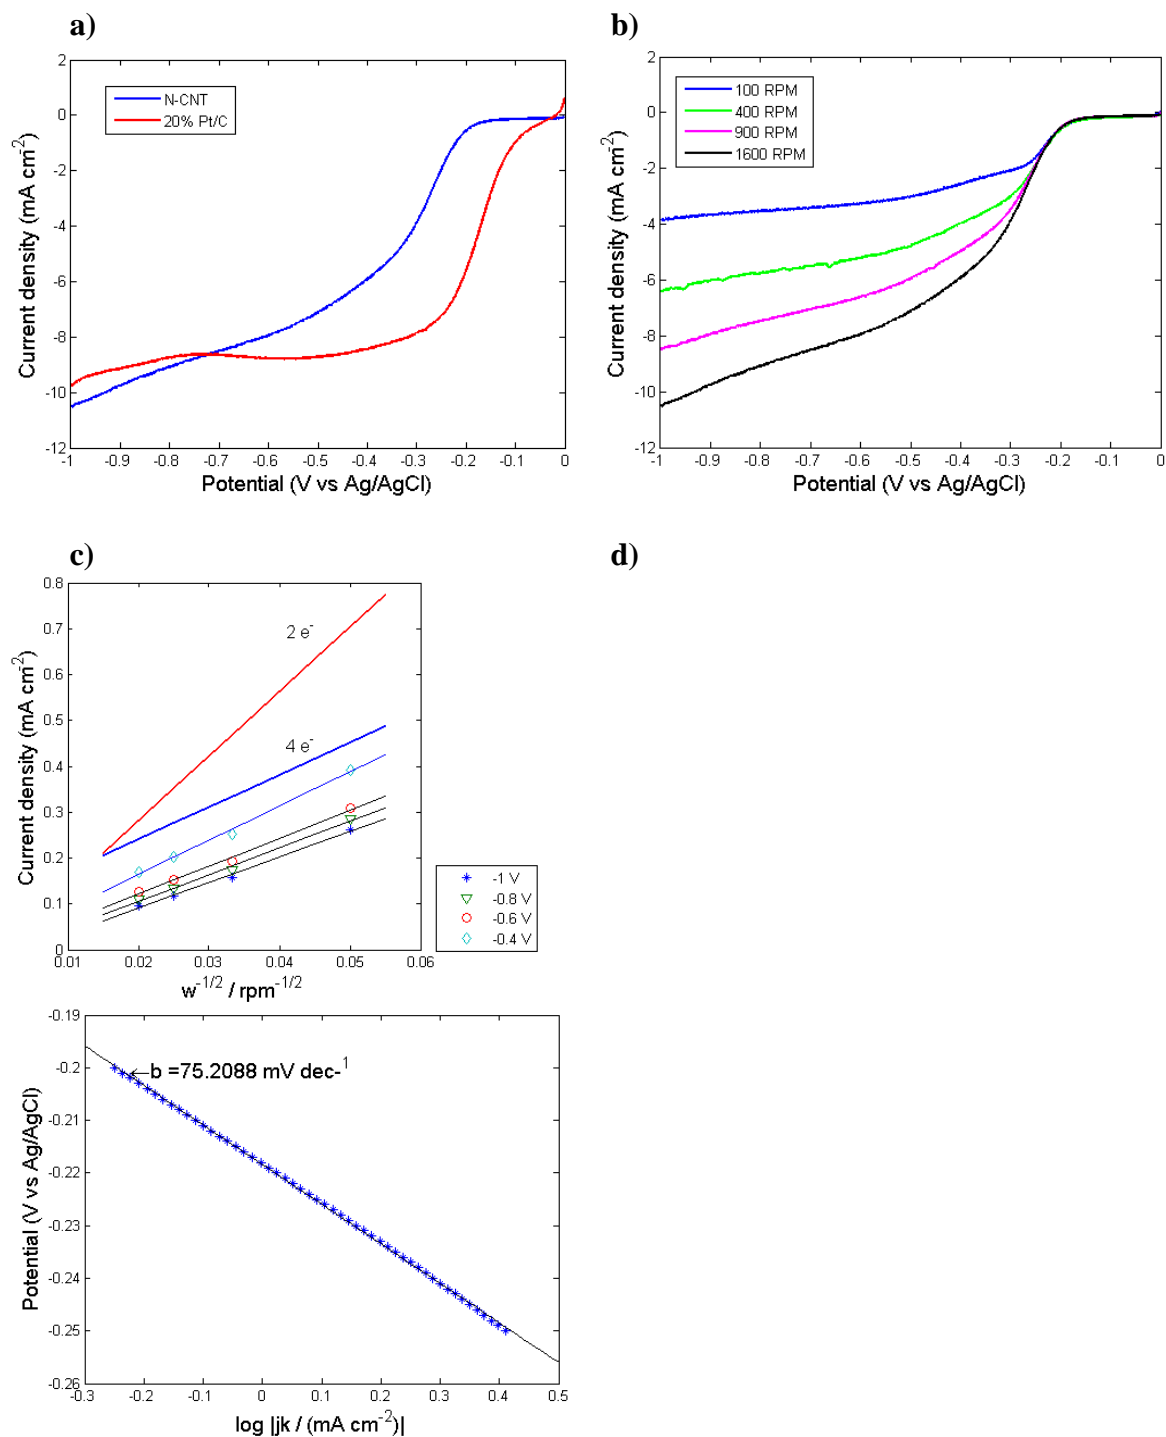 a)
b)
2
0
-2
-4
-6
-8
-10
-12
Current density (mA cm-2)
N-CNT
20% Pt/C
-1 -0.9 -0.8 -0.7 -0.6 -0.5 -0.4 -0.3 -0.2 -0.1 0
Potential (V vs Ag/AgCl)
2
0
-2
-4
-6
-8
-10
-12
Current density (mA cm-2)
100 RPM
400 RPM
900 RPM
1600 RPM
-1 -0.9 -0.8 -0.7 -0.6 -0.5 -0.4 -0.3 -0.2 -0.1 0
Potential (V vs Ag/AgCl)
c)
d)
0.8
0.7
0.6
0.5
0.4
0.3
0.2
0.1
0
Current density (mA cm-2)
2 e-
4 e-
0.01 0.02 0.03 0.04 0.05 0.06
w-1/2 / rpm-1/2
-1 V
-0.8 V
-0.6 V
-0.4 V
-0.19
-0.2
-0.21
-0.22
-0.23
-0.24
-0.25
-0.26
Potential (V vs Ag/AgCl)
←b =75.2088 mV dec-1
-0.3 -0.2 -0.1 0 0.1 0.2 0.3 0.4 0.5
log |jk / (mA cm-2)|